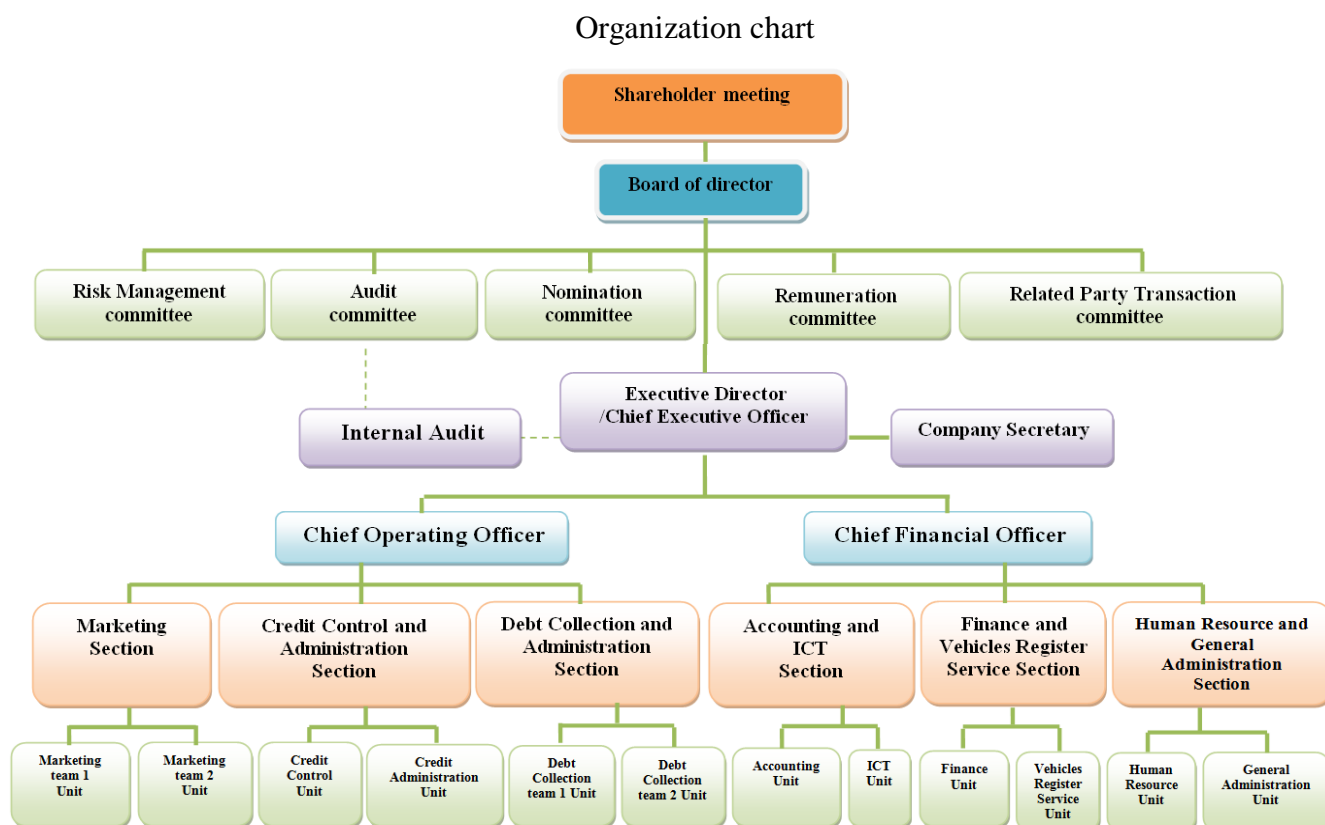 Organization chart
Shareholder meeting
Board of director
Risk Management
committee
Audit
committee
Nomination
committee
Remuneration
committee
Related Party Transaction
committee
Executive Director
/Chief Executive Officer
Internal Audit
Company Secretary
Chief Operating Officer
Chief Financial Officer
Marketing
Section
Credit Control and
Administration
Section
Debt Collection and
Administration
Section
Accounting and
ICT
Section
Finance and
Vehicles Register
Service Section
Human Resource and
General
Administration
Section
Marketing
team 1
Unit
Marketing
team 2
Unit
Credit
Control
Unit
Credit
Administration
Unit
Debt
Collection
team 1 Unit
Debt
Collection
team 2 Unit
Accounting
Unit
ICT
Unit
Finance
Unit
Vehicles
Register
Service
Unit
Human
Resource
Unit
General
Administration
Unit